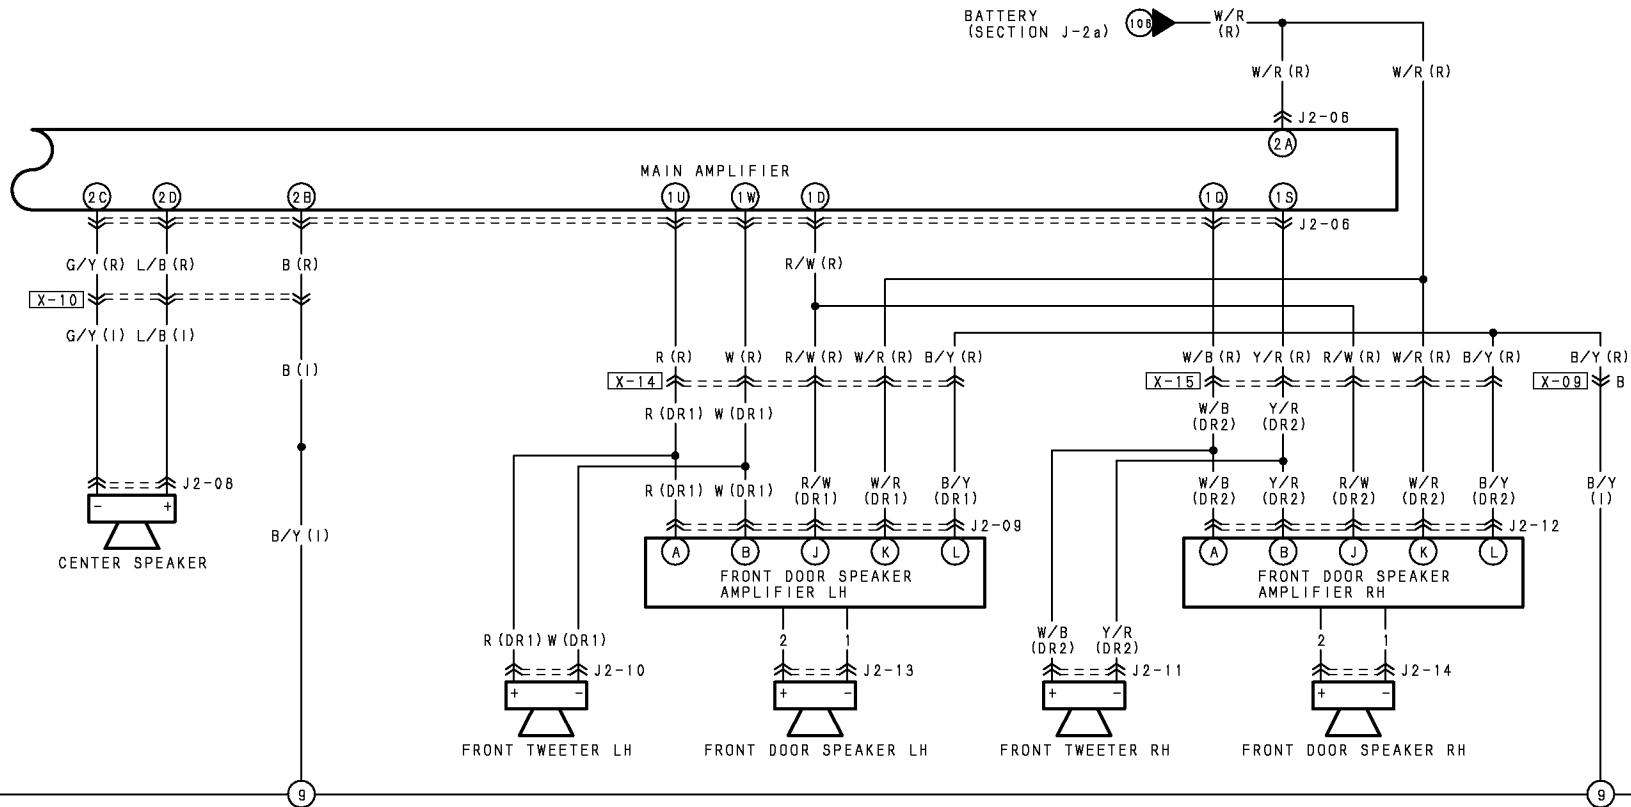 BATTERY
(SECTION J-2a)
106
W/R
(R)
W/R (R) W/R (R)
J2-06
2A
MAIN AMPLIFIER
2C 2D 2B 1U 1W 1D 1Q 1S
J2-06
G/Y (R) L/B (R) B (R) R/W (R)
X-10
G/Y (I) L/B (I)
R (R) W (R) R/W (R) W/R (R) B/Y (R) W/B (R) Y/R (R) R/W (R) W/R (R) B/Y (R) B/Y (R)
B (I)
X-14 X-15 X-09 B
R (DR1) W (DR1)
W/B Y/R
(DR2) (DR2)
J2-08
- +
R (DR1) W (DR1)
R/W W/R B/Y
(DR1) (DR1) (DR1)
W/B Y/R R/W W/R B/Y
(DR2) (DR2) (DR2) (DR2) (DR2)
B/Y
(I)
B/Y (I)
J2-09 J2-12
CENTER SPEAKER
A B J K L A B J K L
FRONT DOOR SPEAKER
AMPLIFIER LH
FRONT DOOR SPEAKER
AMPLIFIER RH
R (DR1) W (DR1) 2 1
W/B Y/R
(DR2) (DR2)
2 1
J2-10 J2-13 J2-11 J2-14
+ - + - + - + -
FRONT TWEETER LH FRONT DOOR SPEAKER LH FRONT TWEETER RH FRONT DOOR SPEAKER RH
9 9